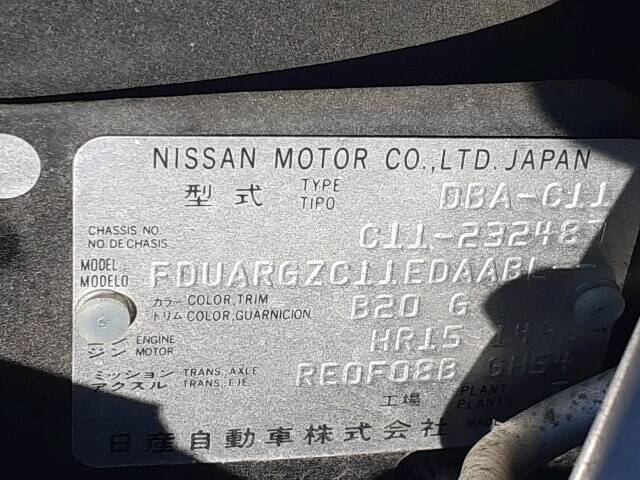 NISSAN MOTOR CO.,LTD. JAPAN
型式 TYPE TIPO DBA-C11
CHASSIS NO. NO. DE CHASIS C11-232487
MODEL MODELO FDUARGZC11EDAABL--
カラー COLOR, TRIM
トリム COLOR, GUARNICION B20 G
ENGINE
ジン MOTOR HR15
ミッション TRANS, AXLE
アクスル TRANS, EJE RE0F08B GH54
工場 PLANT PLANTA
日産自動車株式会社 MADE